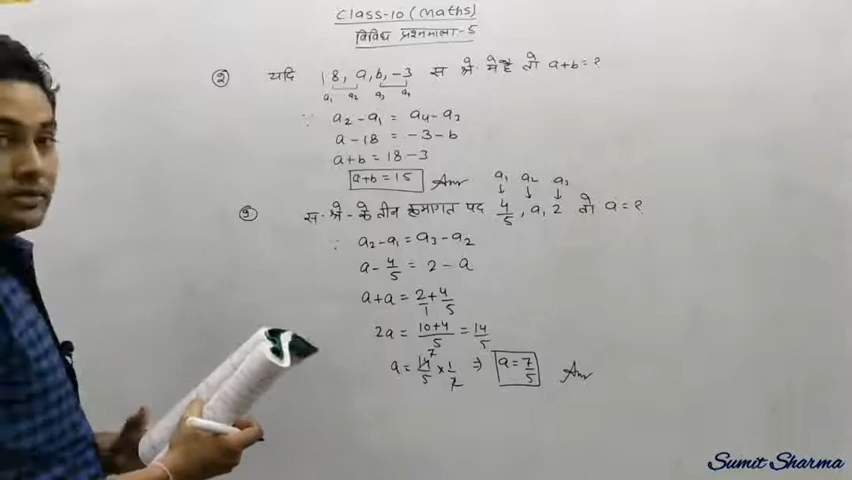 Class-10 (Maths)
विविध प्रश्नमाला-5
② यदि 18, a, b, -3 स.श्रे. में है तो a+b = ?
a₁ a₂ a₃ a₄
∵ a₂ - a₁ = a₄ - a₃
a - 18 = -3 - b
a + b = 18 - 3
a+b = 15 Ans
a₁ a₂ a₃
↓ ↓ ↓
③ स.श्रे. के तीन क्रमागत पद 4/5, a, 2 तो a = ?
∵ a₂ - a₁ = a₃ - a₂
a - 4/5 = 2 - a
a + a = 2/1 + 4/5
2a = 10+4/5 = 14/5
a = 14/5 × 1/2 ⇒ a = 7/5 Ans
Sumit Sharma